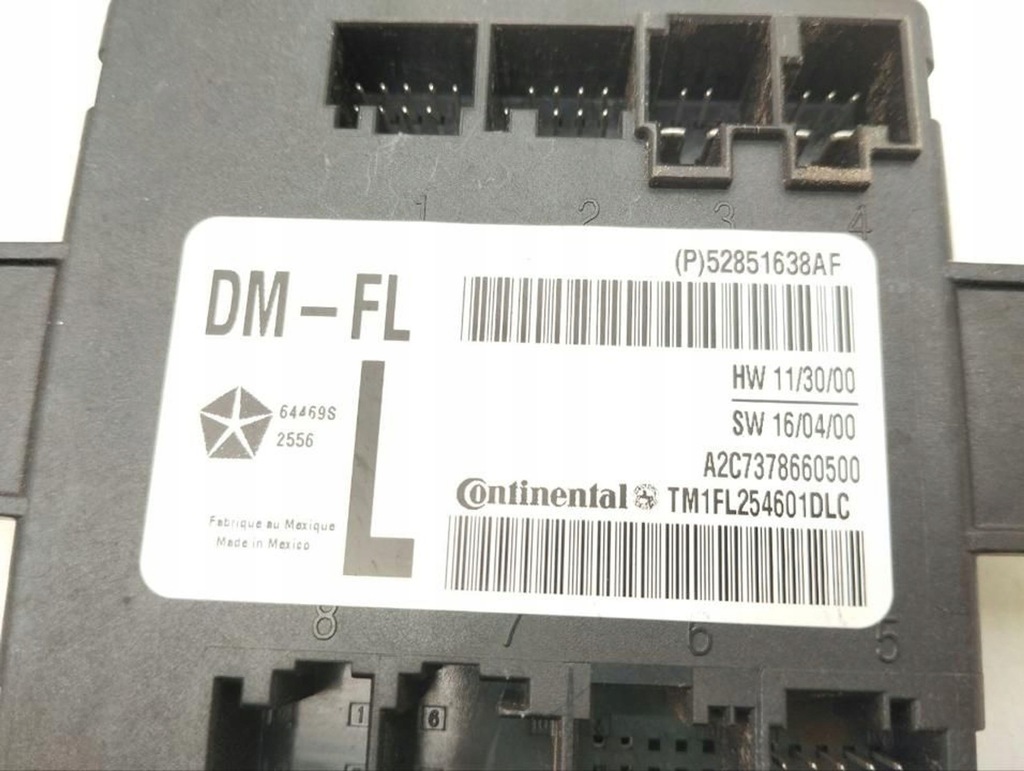 1 2 3 4
(P)52851638AF
DM-FL
HW 11/30/00
SW 16/04/00
64469S
2556
L
A2C7378660500
Continental TM1FL254601DLC
Fabrique au Mexique
Made in Mexico
8 7 6 5
1 6